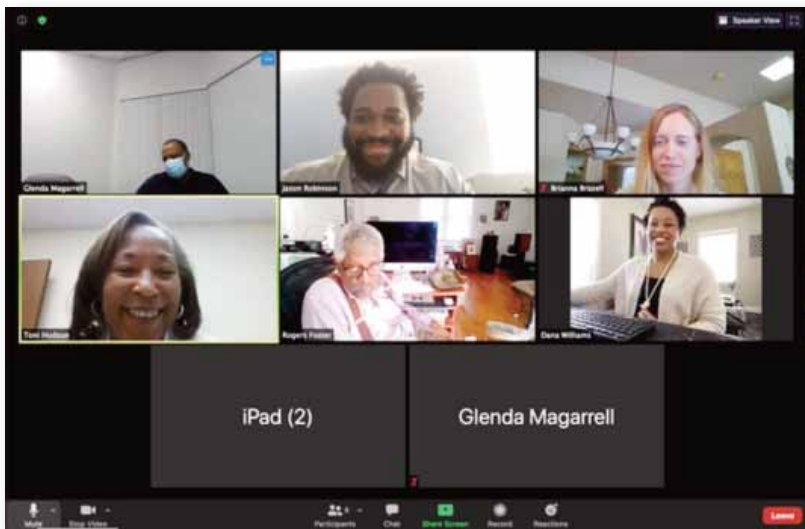 Speaker View
Glenda Magarrell
Jason Robinson
Brianna Brazell
Toni Hudson
Rogers Foster
Dana Williams
iPad (2)
Glenda Magarrell
Mute
Stop Video
Participants
Chat
Share Screen
Record
Reactions
Leave